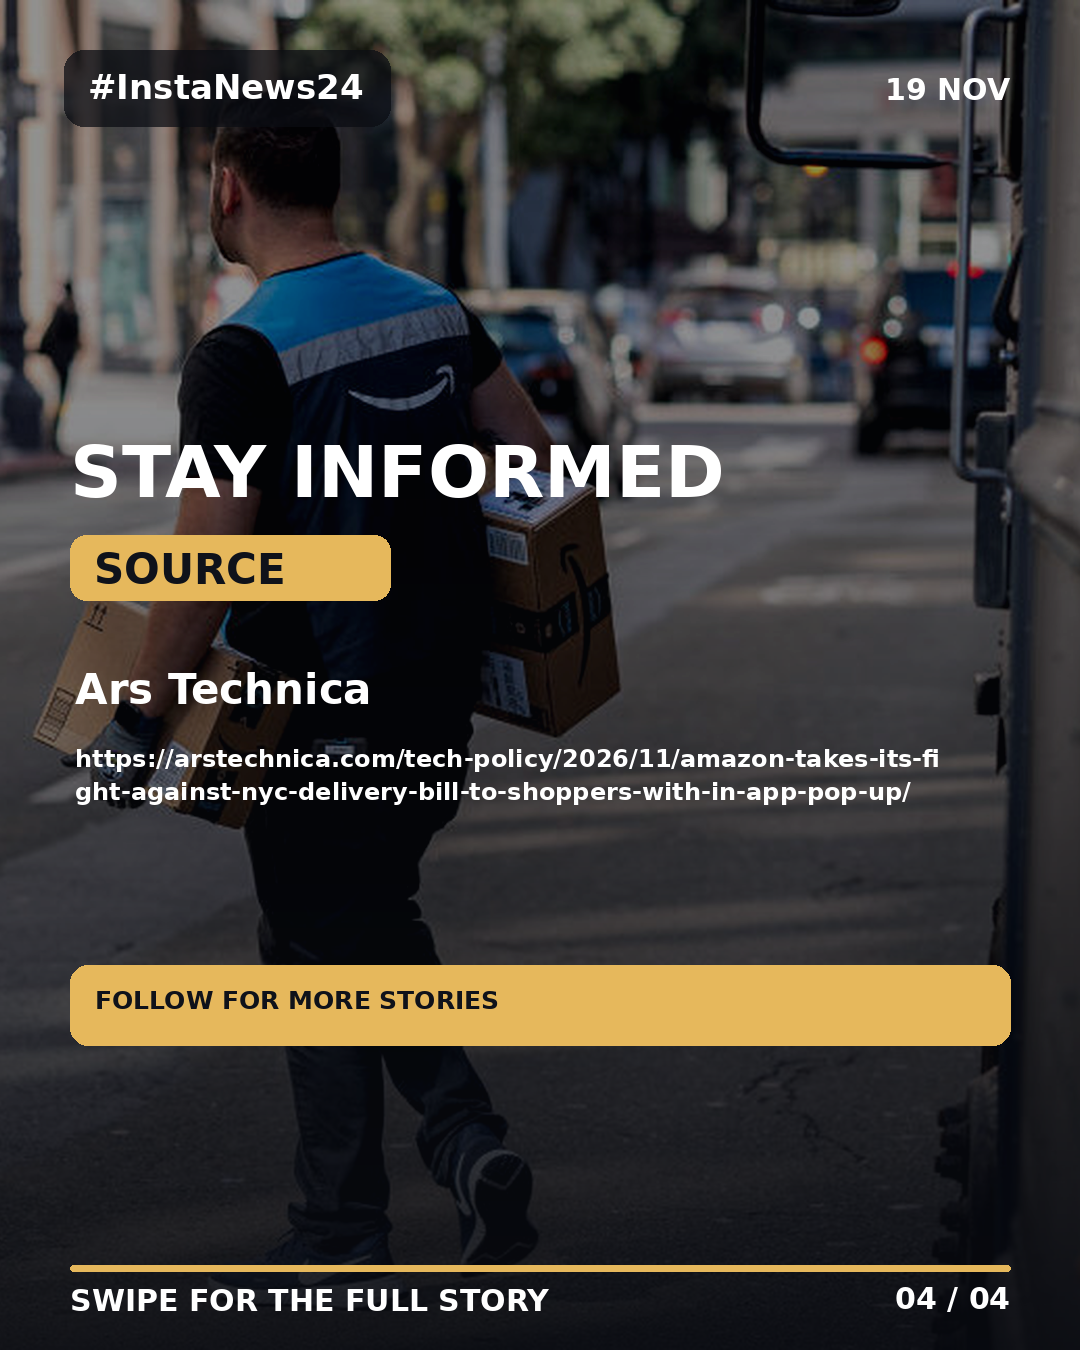 #InstaNews24
19 NOV
STAY INFORMED
SOURCE
Ars Technica
https://arstechnica.com/tech-policy/2026/11/amazon-takes-its-fi
ght-against-nyc-delivery-bill-to-shoppers-with-in-app-pop-up/
FOLLOW FOR MORE STORIES
SWIPE FOR THE FULL STORY
04 / 04